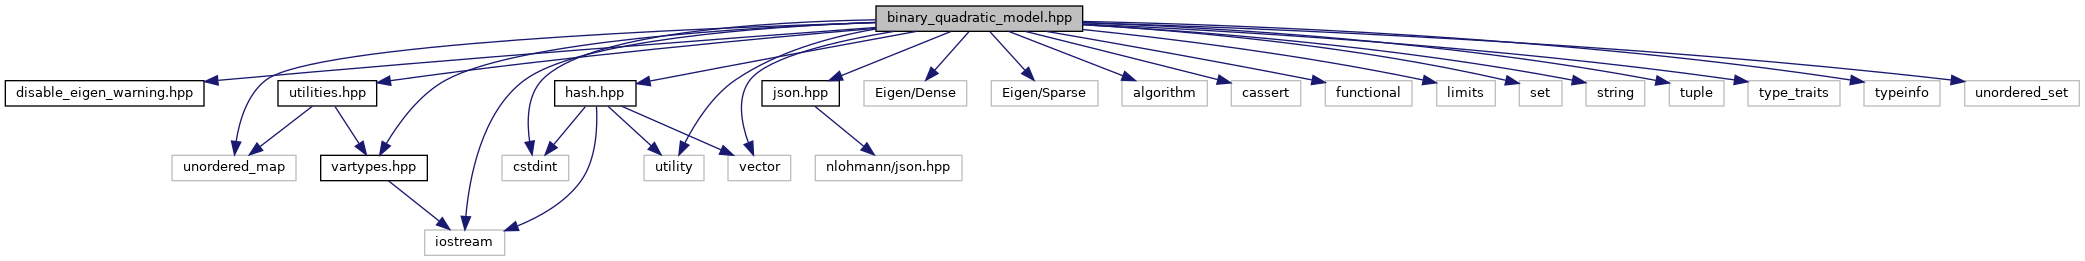 binary_quadratic_model.hpp
disable_eigen_warning.hpp
utilities.hpp
hash.hpp
json.hpp
Eigen/Dense
Eigen/Sparse
algorithm
cassert
functional
limits
set
string
tuple
type_traits
typeinfo
unordered_set
unordered_map
vartypes.hpp
cstdint
utility
vector
nlohmann/json.hpp
iostream